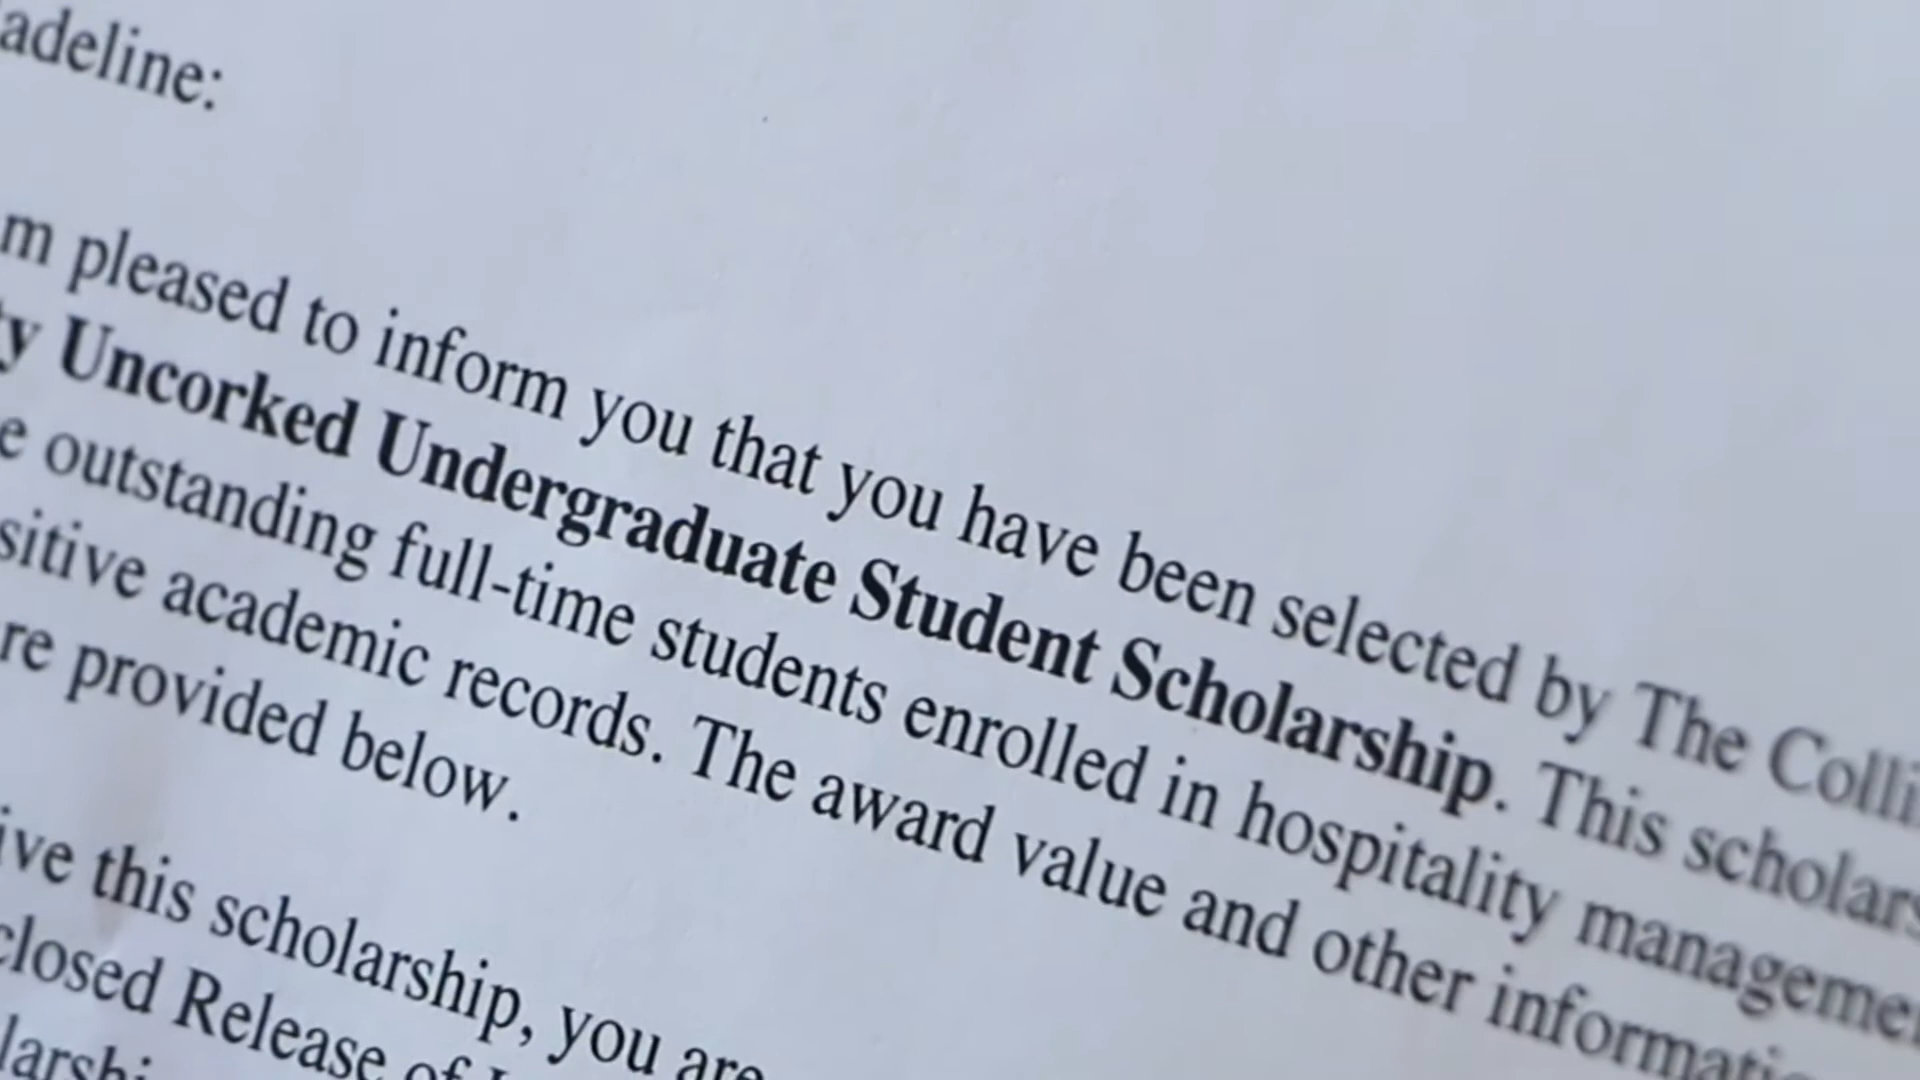 adeline:
m pleased to inform you that you have been selected by The Colli
ty Uncorked Undergraduate Student Scholarship. This scholars
e outstanding full-time students enrolled in hospitality managemen
sitive academic records. The award value and other informatio
re provided below.
ive this scholarship, you are
closed Release of
larshi